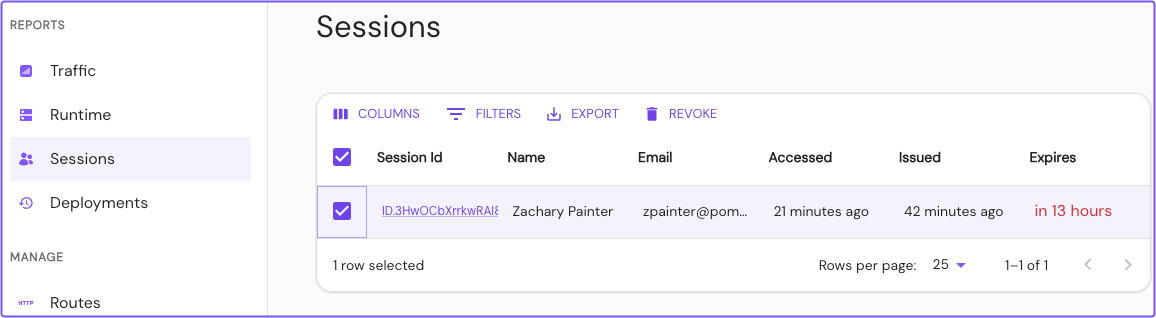 REPORTS
Traffic
Runtime
Sessions
Deployments
MANAGE
HTTP Routes
Sessions
COLUMNS FILTERS EXPORT REVOKE
Session Id Name Email Accessed Issued Expires
ID.3HwOCbXrrkwRAI8 Zachary Painter zpainter@pom... 21 minutes ago 42 minutes ago in 13 hours
1 row selected Rows per page: 25 1–1 of 1